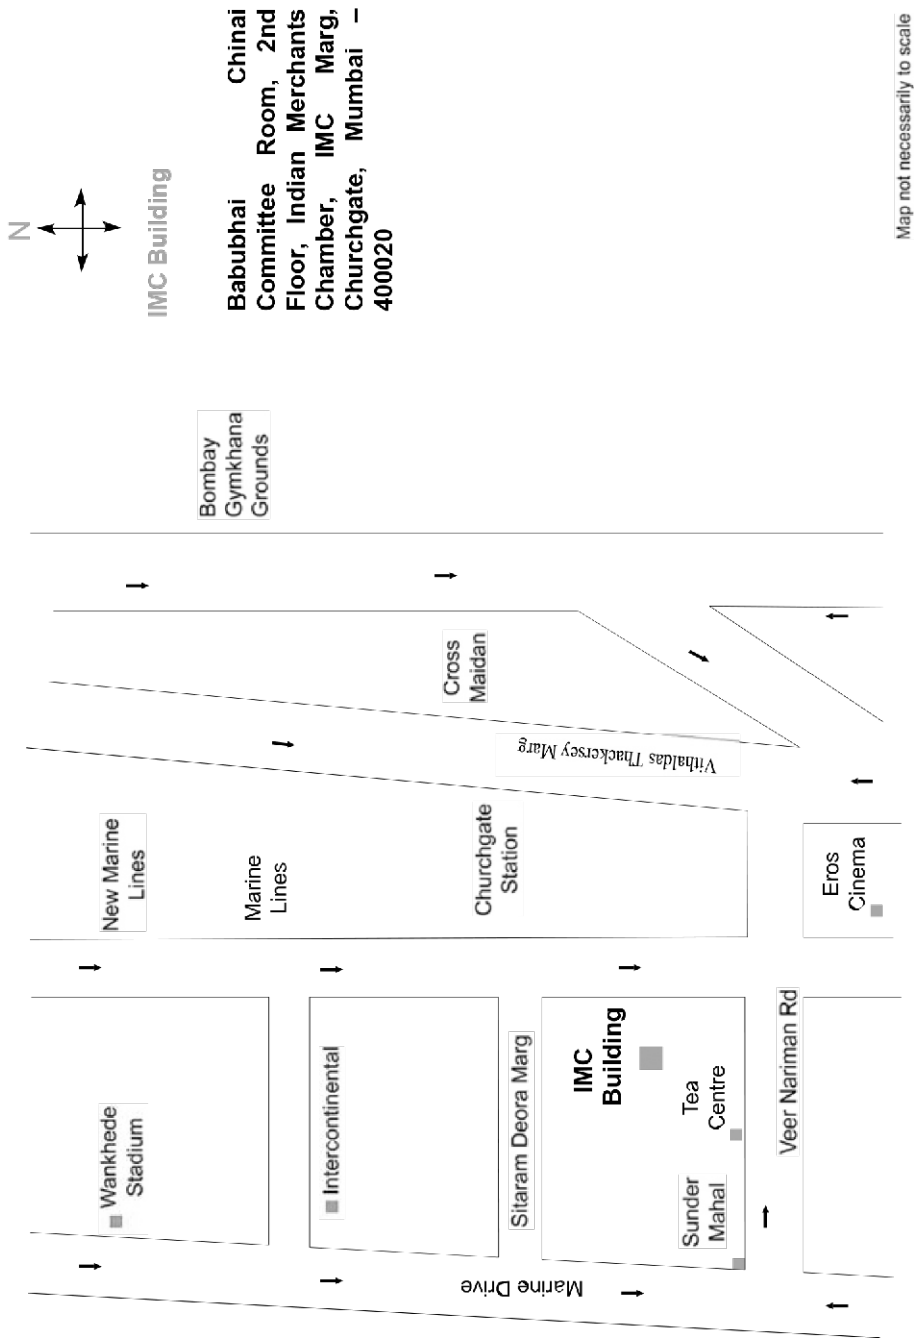 N
IMC Building
Babubhai Chinai
Committee Room, 2nd
Floor, Indian Merchants
Chamber, IMC Marg,
Churchgate, Mumbai –
400020
Map not necessarily to scale
Bombay
Gymkhana
Grounds
Cross
Maidan
Vithaldas Thackersey Marg
New Marine
Lines
Marine
Lines
Churchgate
Station
Eros
Cinema
Wankhede
Stadium
Intercontinental
Sitaram Deora Marg
IMC
Building
Tea
Centre
Sunder
Mahal
Veer Nariman Rd
Marine Drive